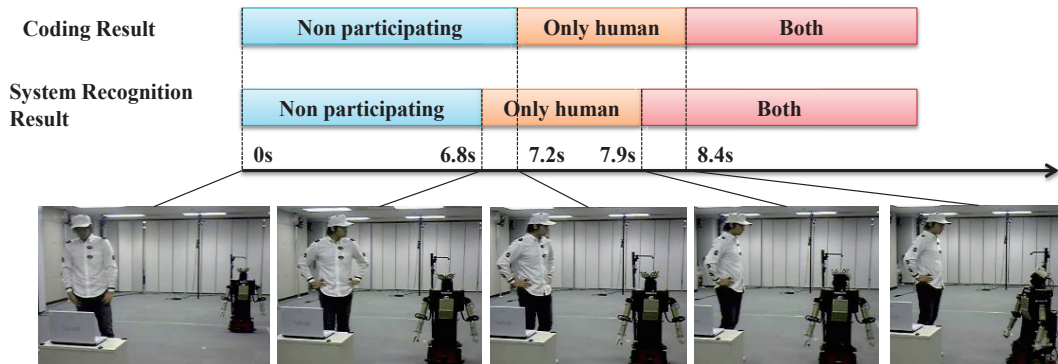 Coding Result
Non participating
Only human
Both
System Recognition
Result
Non participating
Only human
Both
0s
6.8s
7.2s
7.9s
8.4s